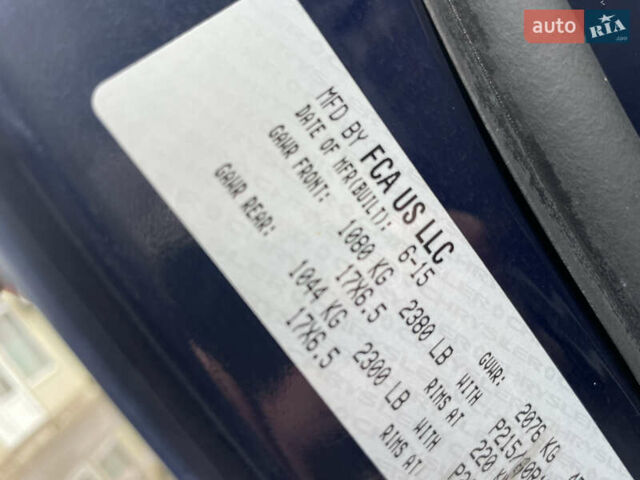 auto RIA .com
MFD BY FCA US LLC
DATE OF MFR(BUILT): 6-15 GVWR: 2076 KG
GAWR FRONT: 1080 KG 2380 LB WITH
17X6.5 RIMS AT 220
GAWR REAR: 1044 KG 2300 LB WITH
17X6.5 RIMS AT